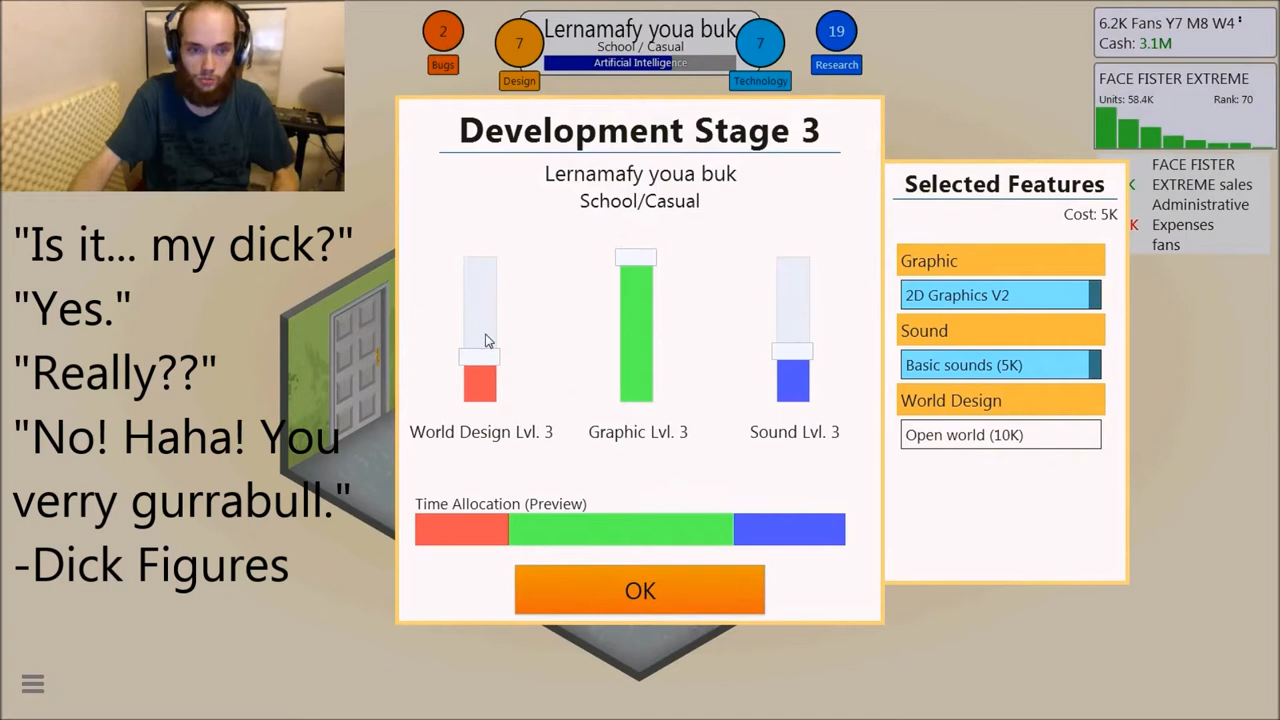 2
Bugs
7
Design
Lernamafy youa buk
School / Casual
Artificial Intelligence
7
Technology
19
Research
6.2K Fans Y7 M8 W4
Cash: 3.1M
FACE FISTER EXTREME
Units: 58.4K Rank: 70
FACE FISTER
K EXTREME sales
Administrative
K Expenses
fans
Development Stage 3
Lernamafy youa buk
School/Casual
World Design Lvl. 3 Graphic Lvl. 3 Sound Lvl. 3
Time Allocation (Preview)
OK
Selected Features
Cost: 5K
Graphic
2D Graphics V2
Sound
Basic sounds (5K)
World Design
Open world (10K)
"Is it... my dick?"
"Yes."
"Really??"
"No! Haha! You
verry gurrabull."
-Dick Figures